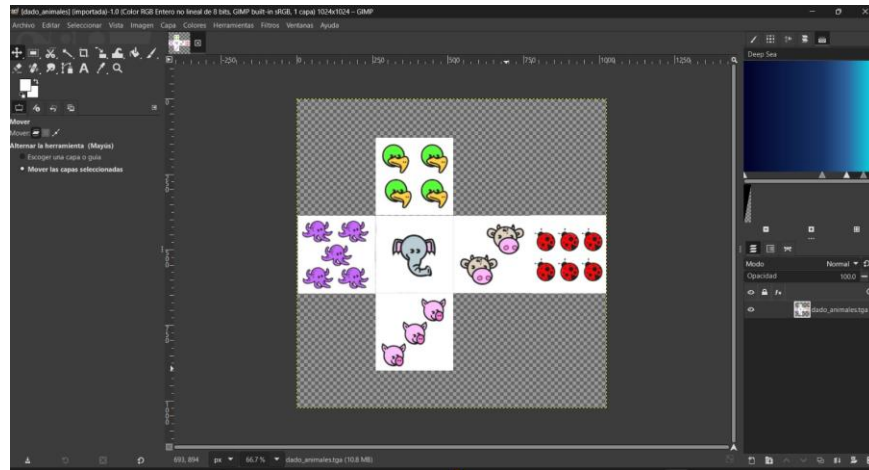 [dado_animales] (importada)-1.0 (Color RGB Entero no lineal de 8 bits, GIMP built-in sRGB, 1 capa) 1024x1024 – GIMP
Archivo Editar Seleccionar Vista Imagen Capa Colores Herramientas Filtros Ventanas Ayuda
Deep Sea
-250 0 250 500 750 1000 1250
Mover
Mover:
Alternar la herramienta (Mayús)
Escoger una capa o guía
Mover las capas seleccionadas
Modo Normal
Opacidad 100.0
dado_animales.tga
693, 894 px 66.7 % dado_animales.tga (10.8 MB)